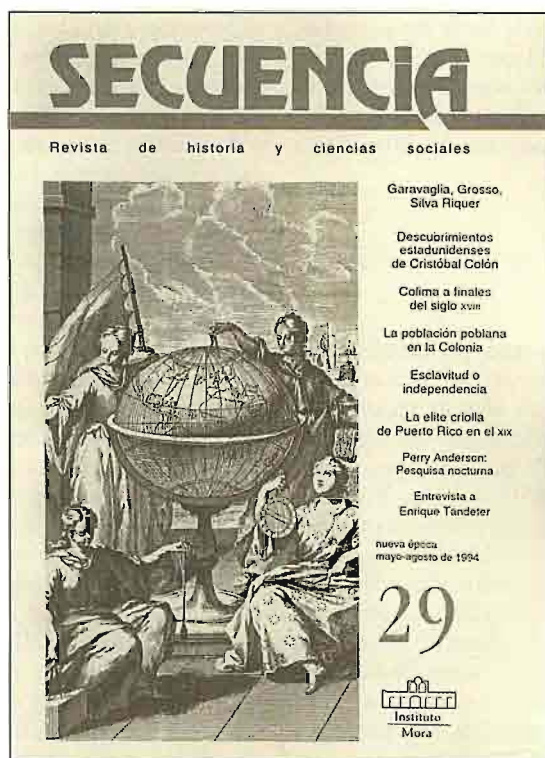 SECUENCIA
Revista de historia y ciencias sociales
Garavaglia, Grosso,
Silva Riquer
Descubrimientos
estadunidenses
de Cristóbal Colón
Colima a finales
del siglo XVIII
La población poblana
en la Colonia
Esclavitud o
independencia
La elite criolla
de Puerto Rico en el XIX
Perry Anderson:
Pesquisa nocturna
Entrevista a
Enrique Tandeter
nueva época
mayo-agosto de 1994
29
Instituto
Mora